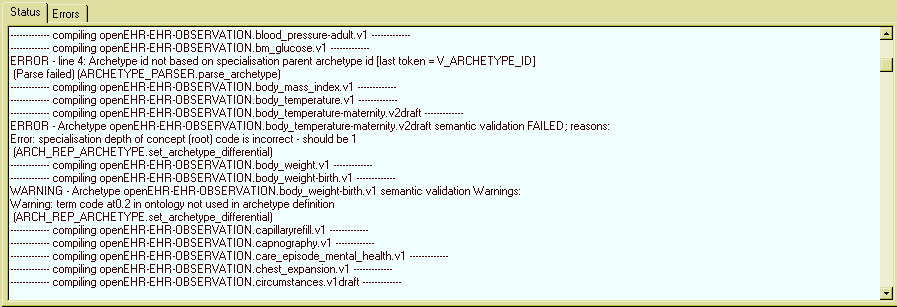 Status
Errors
------------ compiling openEHR-EHR-OBSERVATION.blood_pressure-adult.v1 ------------
------------ compiling openEHR-EHR-OBSERVATION.bm_glucose.v1 ------------
ERROR - line 4: Archetype id not based on specialisation parent archetype id [last token = V_ARCHETYPE_ID]
(Parse failed) (ARCHETYPE_PARSER.parse_archetype)
------------ compiling openEHR-EHR-OBSERVATION.body_mass_index.v1 ------------
------------ compiling openEHR-EHR-OBSERVATION.body_temperature.v1 ------------
------------ compiling openEHR-EHR-OBSERVATION.body_temperature-maternity.v2draft ------------
ERROR - Archetype openEHR-EHR-OBSERVATION.body_temperature-maternity.v2draft semantic validation FAILED; reasons:
Error: specialisation depth of concept (root) code is incorrect - should be 1
(ARCH_REP_ARCHETYPE.set_archetype_differential)
------------ compiling openEHR-EHR-OBSERVATION.body_weight.v1 ------------
------------ compiling openEHR-EHR-OBSERVATION.body_weight-birth.v1 ------------
WARNING - Archetype openEHR-EHR-OBSERVATION.body_weight-birth.v1 semantic validation Warnings:
Warning: term code at0.2 in ontology not used in archetype definition
(ARCH_REP_ARCHETYPE.set_archetype_differential)
------------ compiling openEHR-EHR-OBSERVATION.capillaryrefill.v1 ------------
------------ compiling openEHR-EHR-OBSERVATION.capnography.v1 ------------
------------ compiling openEHR-EHR-OBSERVATION.care_episode_mental_health.v1 ------------
------------ compiling openEHR-EHR-OBSERVATION.chest_expansion.v1 ------------
------------ compiling openEHR-EHR-OBSERVATION.circumstances.v1draft ------------